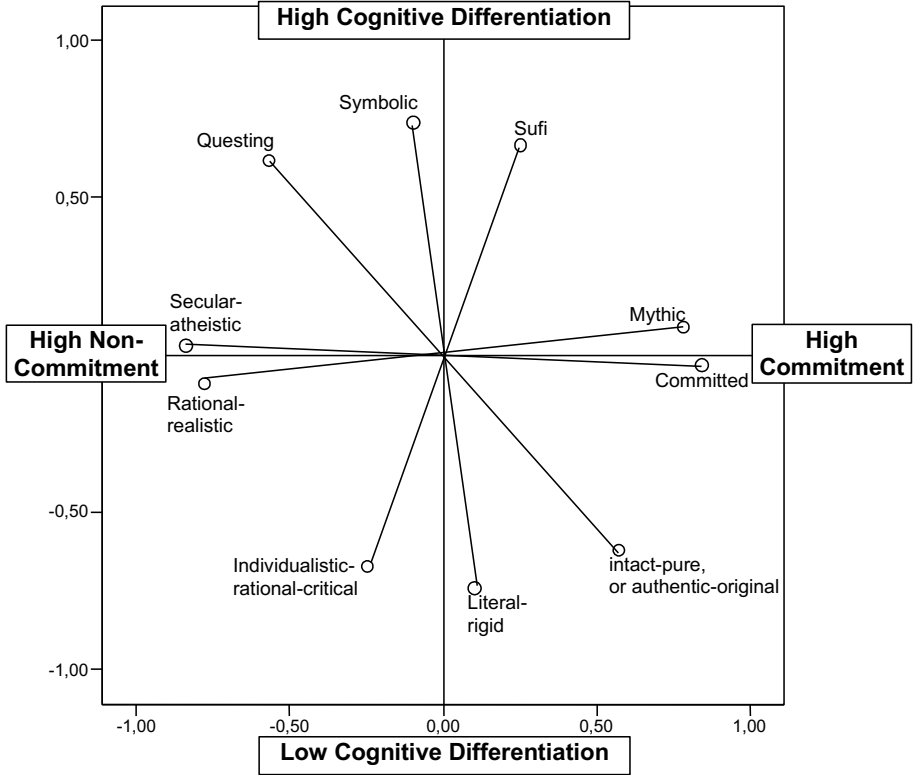 High Cognitive Differentiation
1,00
Symbolic
Sufi
Questing
0,50
Secular-
atheistic
Mythic
High Non-
Commitment
High
Commitment
Committed
Rational-
realistic
-0,50
Individualistic-
rational-critical
intact-pure,
or authentic-original
Literal-
rigid
-1,00
-1,00
-0,50
0,00
0,50
1,00
Low Cognitive Differentiation